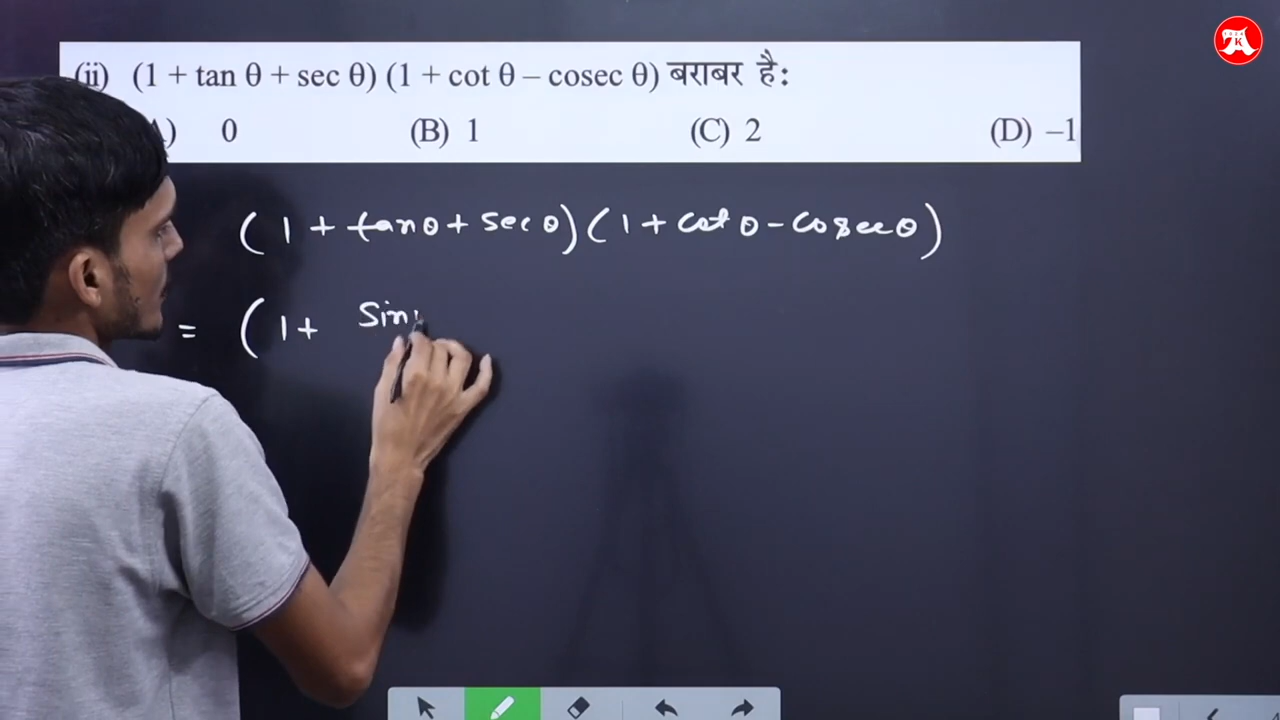 (ii) (1 + tan θ + sec θ) (1 + cot θ – cosec θ) बराबर है:
) 0 (B) 1 (C) 2 (D) –1
(1 + tanθ + secθ)(1 + cotθ - cosecθ)
= (1 + Sin